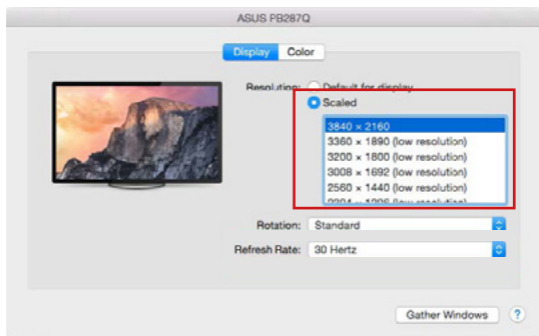 ASUS PB287Q
Display Color
Resolution: Default for display
Scaled
3840 × 2160
3360 × 1890 (low resolution)
3200 × 1800 (low resolution)
3008 × 1692 (low resolution)
2560 × 1440 (low resolution)
Rotation: Standard
Refresh Rate: 30 Hertz
Gather Windows ?